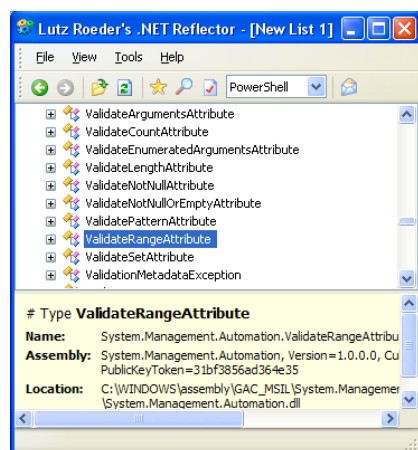 Lutz Roeder's .NET Reflector - [New List 1]
File View Tools Help
PowerShell
ValidateArgumentsAttribute
ValidateCountAttribute
ValidateEnumeratedArgumentsAttribute
ValidateLengthAttribute
ValidateNotNullAttribute
ValidateNotNullOrEmptyAttribute
ValidatePatternAttribute
ValidateRangeAttribute
ValidateSetAttribute
ValidationMetadataException
# Type ValidateRangeAttribute
Name: System.Management.Automation.ValidateRangeAttribu
Assembly: System.Management.Automation, Version=1.0.0.0, Cu
PublicKeyToken=31bf3856ad364e35
Location: C:\WINDOWS\assembly\GAC_MSIL\System.Manageme
\System.Management.Automation.dll